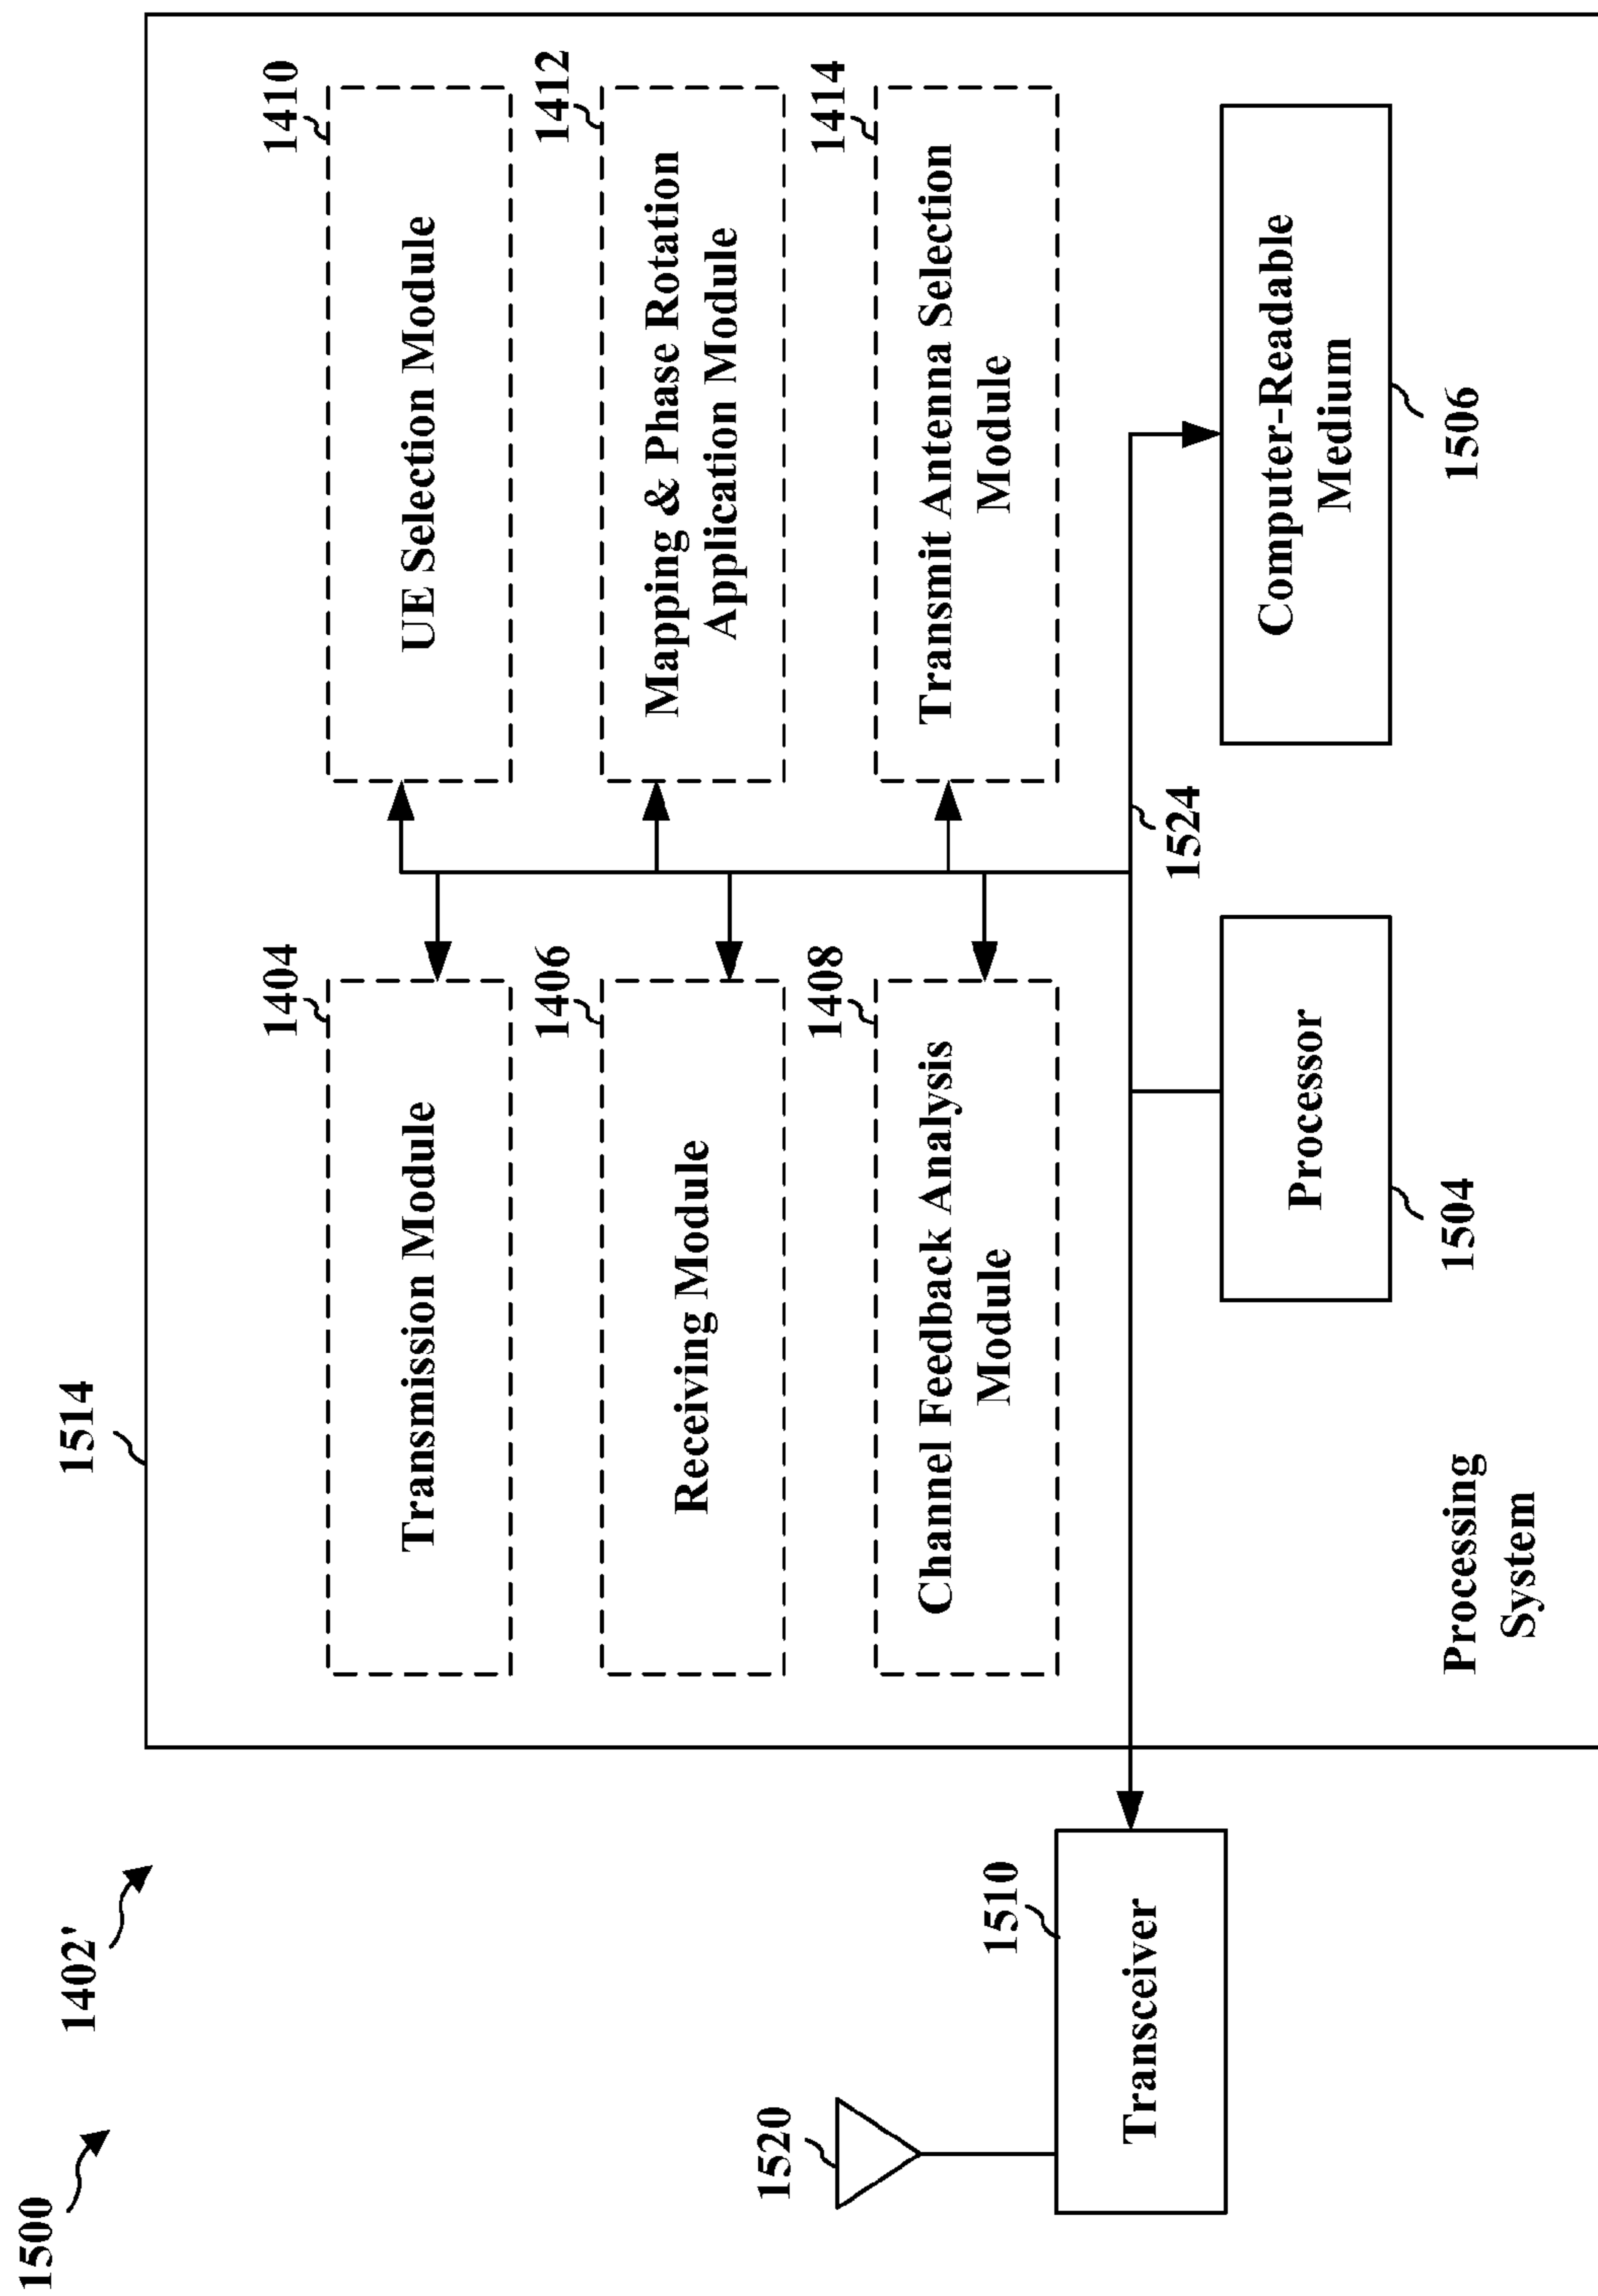 1500
1402'
1514
1404
Transmission Module
1410
UE Selection Module
1406
Receiving Module
1412
Mapping & Phase Rotation
Application Module
1408
Channel Feedback Analysis
Module
1414
Transmit Antenna Selection
Module
1520
1510
Transceiver
1524
Processor
1504
Computer-Readable
Medium
1506
Processing
System